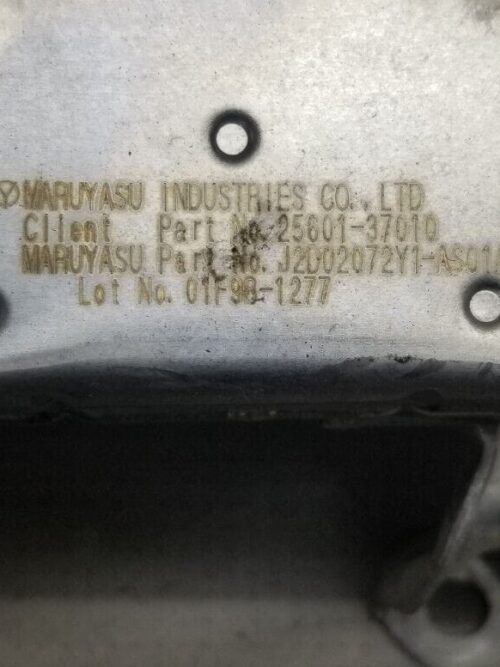 MARUYASU INDUSTRIES CO., LTD.
Client Part No. 25601-37010
MARUYASU Part No. J2D02072Y1-AS01
Lot No. 01F98-1277